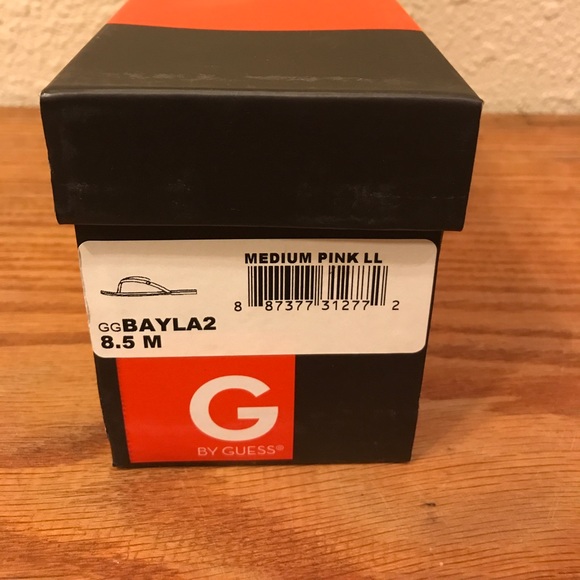 MEDIUM PINK LL
8 87377 31277 2
GGBAYLA2
8.5 M
G
BY GUESS®